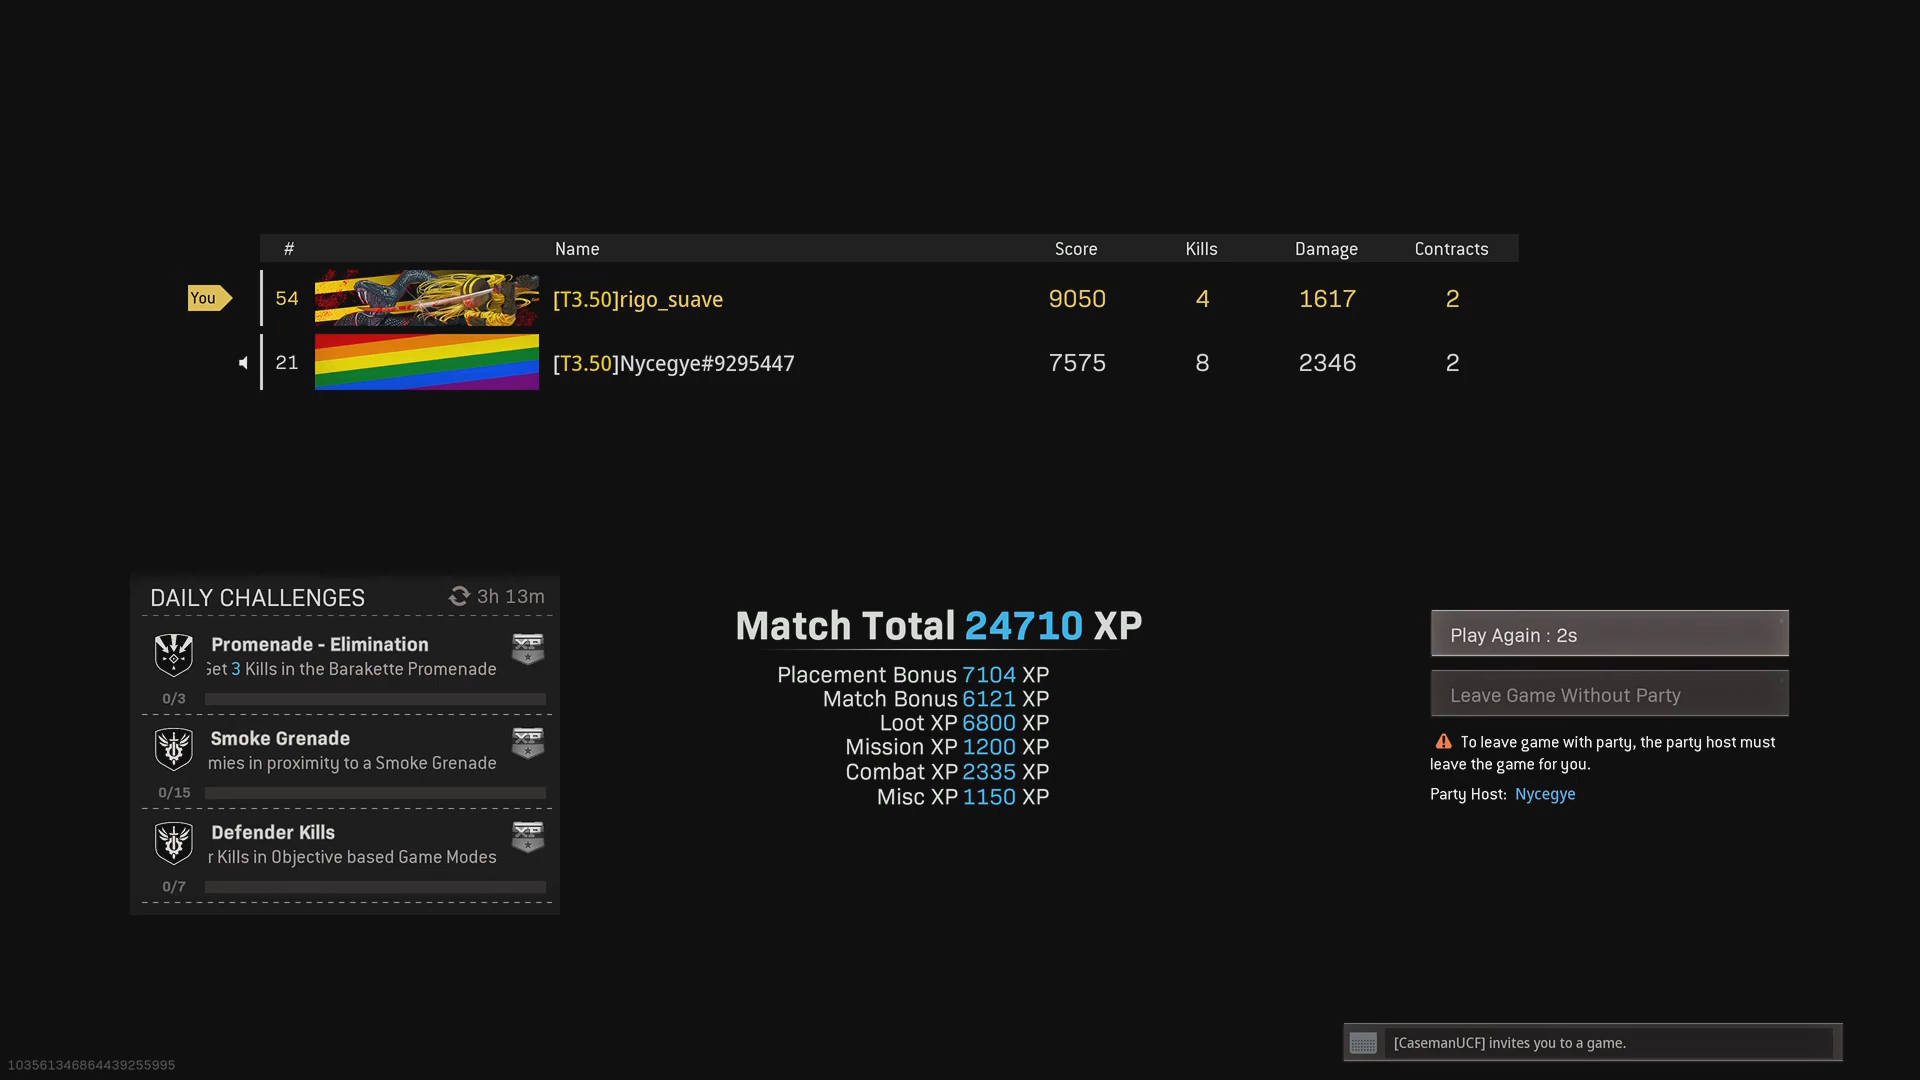 # Name Score Kills Damage Contracts
You 54 [T3.50]rigo_suave 9050 4 1617 2
21 [T3.50]Nycegye#9295447 7575 8 2346 2
DAILY CHALLENGES 3h 13m
Promenade - Elimination XP
Get 3 Kills in the Barakette Promenade
0/3
Smoke Grenade XP
mies in proximity to a Smoke Grenade
0/15
Defender Kills XP
r Kills in Objective based Game Modes
0/7
Match Total 24710 XP
Placement Bonus 7104 XP
Match Bonus 6121 XP
Loot XP 6800 XP
Mission XP 1200 XP
Combat XP 2335 XP
Misc XP 1150 XP
Play Again : 2s
Leave Game Without Party
To leave game with party, the party host must
leave the game for you.
Party Host: Nycegye
[CasemanUCF] invites you to a game.
103561346864439255995